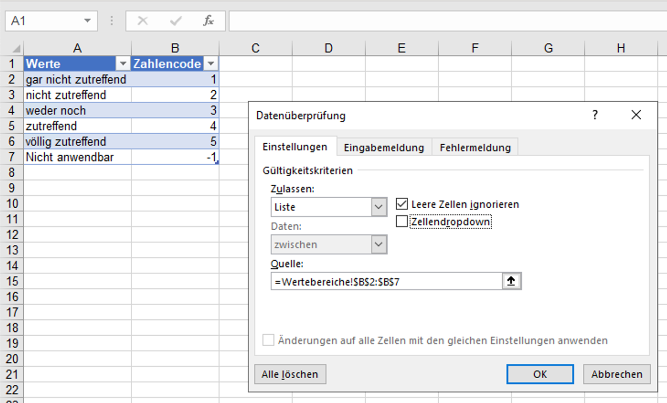 A1
fx
A B C D E F G H
1 Werte Zahlencode
2 gar nicht zutreffend 1
3 nicht zutreffend 2
4 weder noch 3
5 zutreffend 4
6 völlig zutreffend 5
7 Nicht anwendbar -1
8
9
10
11
12
13
14
15
16
17
18
19
20
21
22
Datenüberprüfung ?
Einstellungen Eingabemeldung Fehlermeldung
Gültigkeitskriterien
Zulassen:
Liste Leere Zellen ignorieren
Zellendropdown
Daten:
zwischen
Quelle:
=Wertebereiche!$B$2:$B$7
Änderungen auf alle Zellen mit den gleichen Einstellungen anwenden
Alle löschen OK Abbrechen